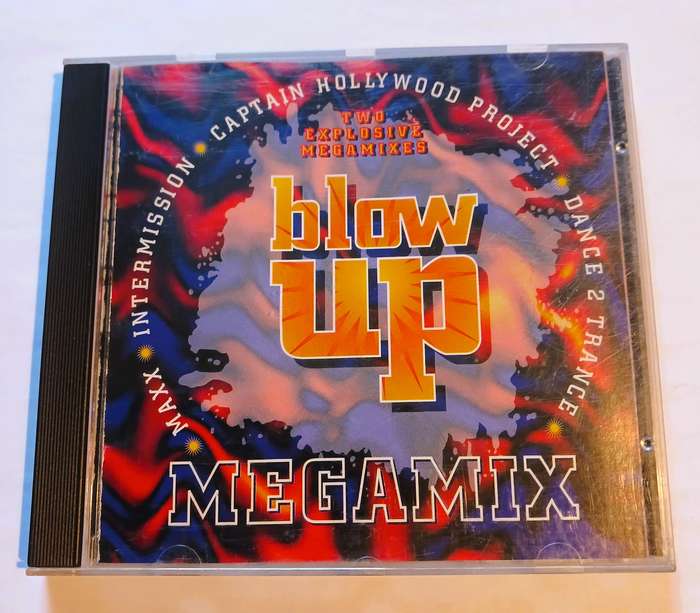 MAXX INTERMISSION CAPTAIN HOLLYWOOD PROJECT DANCE 2 TRANCE
TWO
EXPLOSIVE
MEGAMIXES
blow
up
MEGAMIX